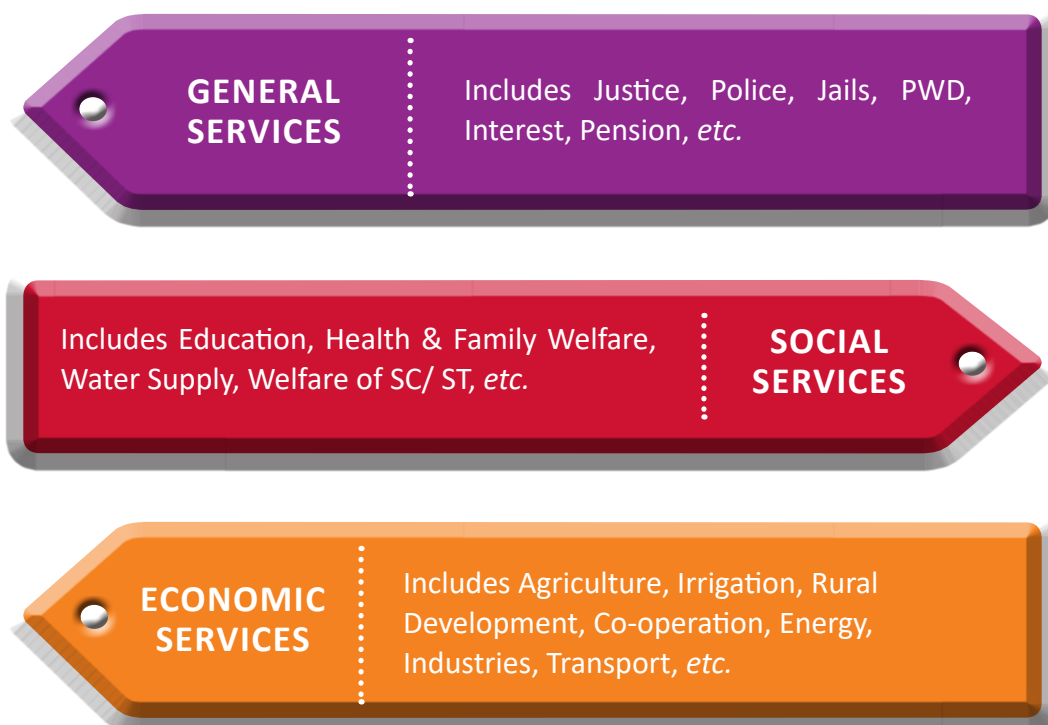 GENERAL
SERVICES
Includes Justice, Police, Jails, PWD,
Interest, Pension, etc.
Includes Education, Health & Family Welfare,
Water Supply, Welfare of SC/ ST, etc.
SOCIAL
SERVICES
ECONOMIC
SERVICES
Includes Agriculture, Irrigation, Rural
Development, Co-operation, Energy,
Industries, Transport, etc.